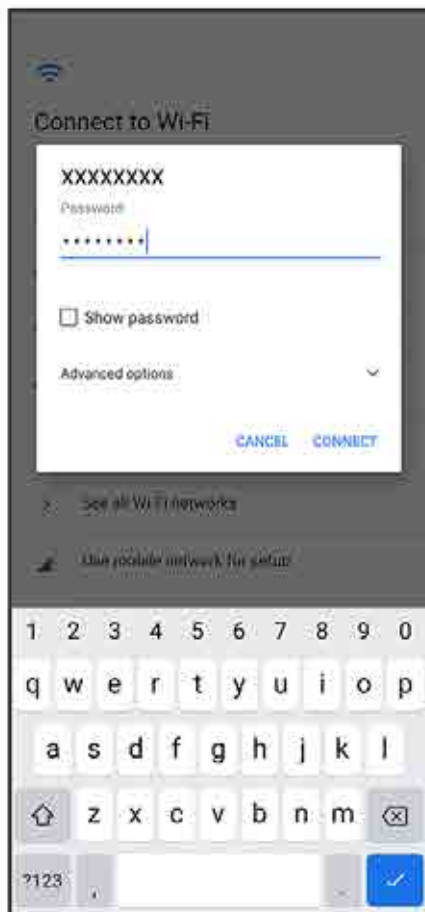 Connect to Wi-Fi
XXXXXXXX
Password
••••••••
Show password
Advanced options
CANCEL CONNECT
See all Wi-Fi networks
Use mobile network for setup
1 2 3 4 5 6 7 8 9 0
q w e r t y u i o p
a s d f g h j k l
z x c v b n m
?123 , .